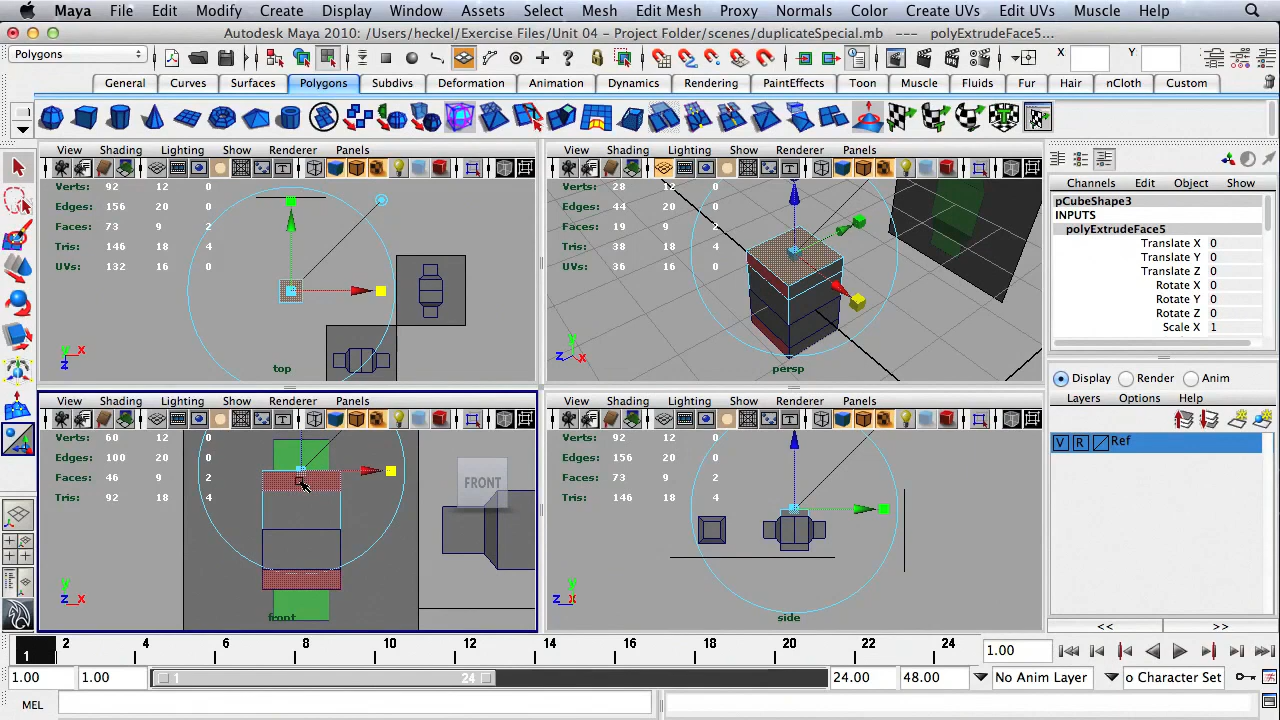 Maya File Edit Modify Create Display Window Assets Select Mesh Edit Mesh Proxy Normals Color Create UVs Edit UVs Muscle Help
Autodesk Maya 2010: /Users/heckel/Exercise Files/Unit 04 - Project Folder/scenes/duplicateSpecial.mb --- polyExtrudeFace5...
Polygons X: Y:
General Curves Surfaces Polygons Subdivs Deformation Animation Dynamics Rendering PaintEffects Toon Muscle Fluids Fur Hair nCloth Custom
View Shading Lighting Show Renderer Panels
Verts: 92 12 0
Edges: 156 20 0
Faces: 73 9 2
Tris: 146 18 4
UVs: 132 16 0
y x z
top
View Shading Lighting Show Renderer Panels
Verts: 28 12 0
Edges: 44 20 0
Faces: 19 9 2
Tris: 38 18 4
UVs: 36 16 0
y z x
persp
Channels Edit Object Show
pCubeShape3
INPUTS
polyExtrudeFace5
Translate X 0
Translate Y 0
Translate Z 0
Rotate X 0
Rotate Y 0
Rotate Z 0
Scale X 1
View Shading Lighting Show Renderer Panels
Verts: 60 12 0
Edges: 100 20 0
Faces: 46 9 2
Tris: 92 18 4
FRONT
y z x
front
View Shading Lighting Show Renderer Panels
Verts: 92 12 0
Edges: 156 20 0
Faces: 73 9 2
Tris: 146 18 4
y z x
side
Display Render Anim
Layers Options Help
V R Ref
<< >>
1 2 4 6 8 10 12 14 16 18 20 22 24 1.00
1.00 1.00 1 24 24.00 48.00 No Anim Layer o Character Set
MEL